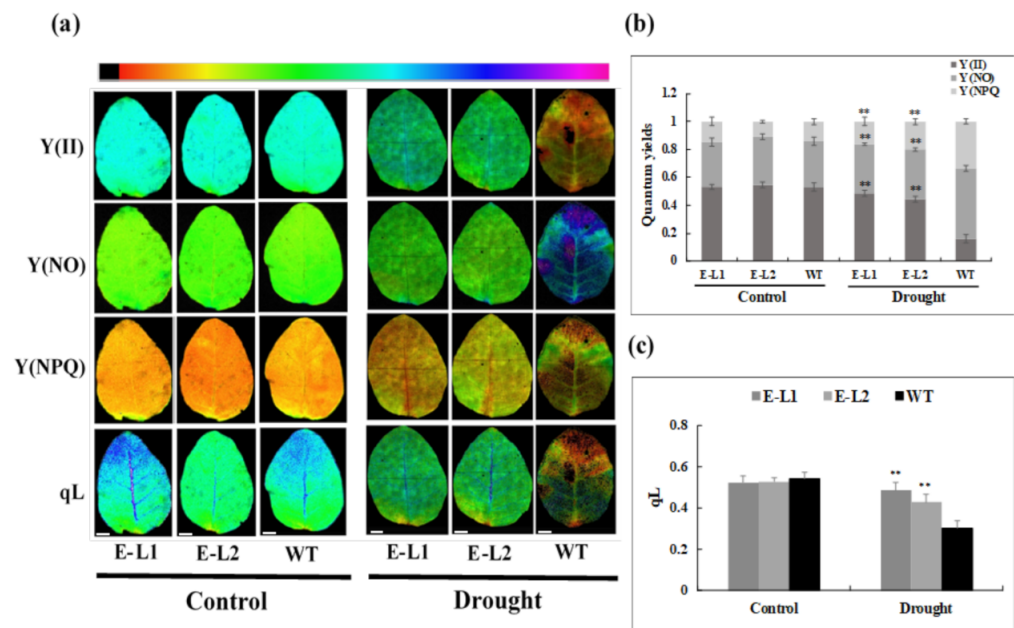 (a)
Y(II)
Y(NO)
Y(NPQ)
qL
E-L1 E-L2 WT E-L1 E-L2 WT
Control Drought
(b)
Y(II)
Y(NO)
Y(NPQ
Quantum yields
1.2
1
0.8
0.6
0.4
0.2
0
** **
** **
** **
E-L1 E-L2 WT E-L1 E-L2 WT
Control Drought
(c)
E-L1 E-L2 WT
qL
0.8
0.6
0.4
0.2
0
** **
Control Drought